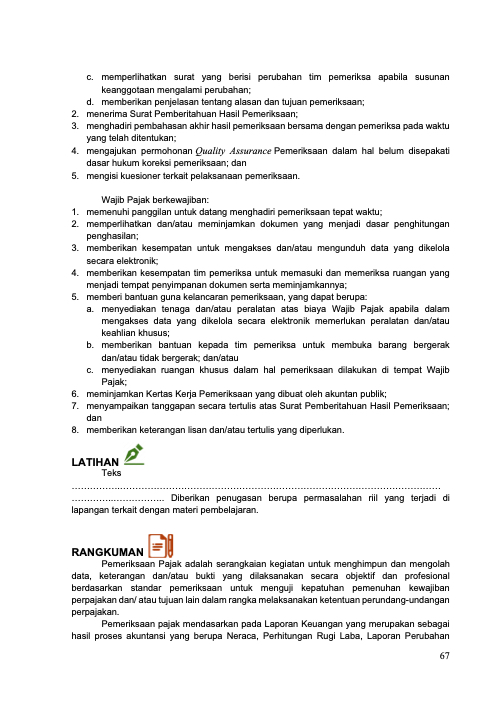 c. memperlihatkan surat yang berisi perubahan tim pemeriksa apabila susunan
keanggotaan mengalami perubahan;
d. memberikan penjelasan tentang alasan dan tujuan pemeriksaan;
2. menerima Surat Pemberitahuan Hasil Pemeriksaan;
3. menghadiri pembahasan akhir hasil pemeriksaan bersama dengan pemeriksa pada waktu
yang telah ditentukan;
4. mengajukan permohonan Quality Assurance Pemeriksaan dalam hal belum disepakati
dasar hukum koreksi pemeriksaan; dan
5. mengisi kuesioner terkait pelaksanaan pemeriksaan.
Wajib Pajak berkewajiban:
1. memenuhi panggilan untuk datang menghadiri pemeriksaan tepat waktu;
2. memperlihatkan dan/atau meminjamkan dokumen yang menjadi dasar penghitungan
penghasilan;
3. memberikan kesempatan untuk mengakses dan/atau mengunduh data yang dikelola
secara elektronik;
4. memberikan kesempatan tim pemeriksa untuk memasuki dan memeriksa ruangan yang
menjadi tempat penyimpanan dokumen serta meminjamkannya;
5. memberi bantuan guna kelancaran pemeriksaan, yang dapat berupa:
a. menyediakan tenaga dan/atau peralatan atas biaya Wajib Pajak apabila dalam
mengakses data yang dikelola secara elektronik memerlukan peralatan dan/atau
keahlian khusus;
b. memberikan bantuan kepada tim pemeriksa untuk membuka barang bergerak
dan/atau tidak bergerak; dan/atau
c. menyediakan ruangan khusus dalam hal pemeriksaan dilakukan di tempat Wajib
Pajak;
6. meminjamkan Kertas Kerja Pemeriksaan yang dibuat oleh akuntan publik;
7. menyampaikan tanggapan secara tertulis atas Surat Pemberitahuan Hasil Pemeriksaan;
dan
8. memberikan keterangan lisan dan/atau tertulis yang diperlukan.
LATIHAN
Teks
……………..……………………………………………………………………………………………
…………..……………. Diberikan penugasan berupa permasalahan riil yang terjadi di
lapangan terkait dengan materi pembelajaran.
RANGKUMAN
Pemeriksaan Pajak adalah serangkaian kegiatan untuk menghimpun dan mengolah
data, keterangan dan/atau bukti yang dilaksanakan secara objektif dan profesional
berdasarkan standar pemeriksaan untuk menguji kepatuhan pemenuhan kewajiban
perpajakan dan/ atau tujuan lain dalam rangka melaksanakan ketentuan perundang-undangan
perpajakan.
Pemeriksaan pajak mendasarkan pada Laporan Keuangan yang merupakan sebagai
hasil proses akuntansi yang berupa Neraca, Perhitungan Rugi Laba, Laporan Perubahan
67